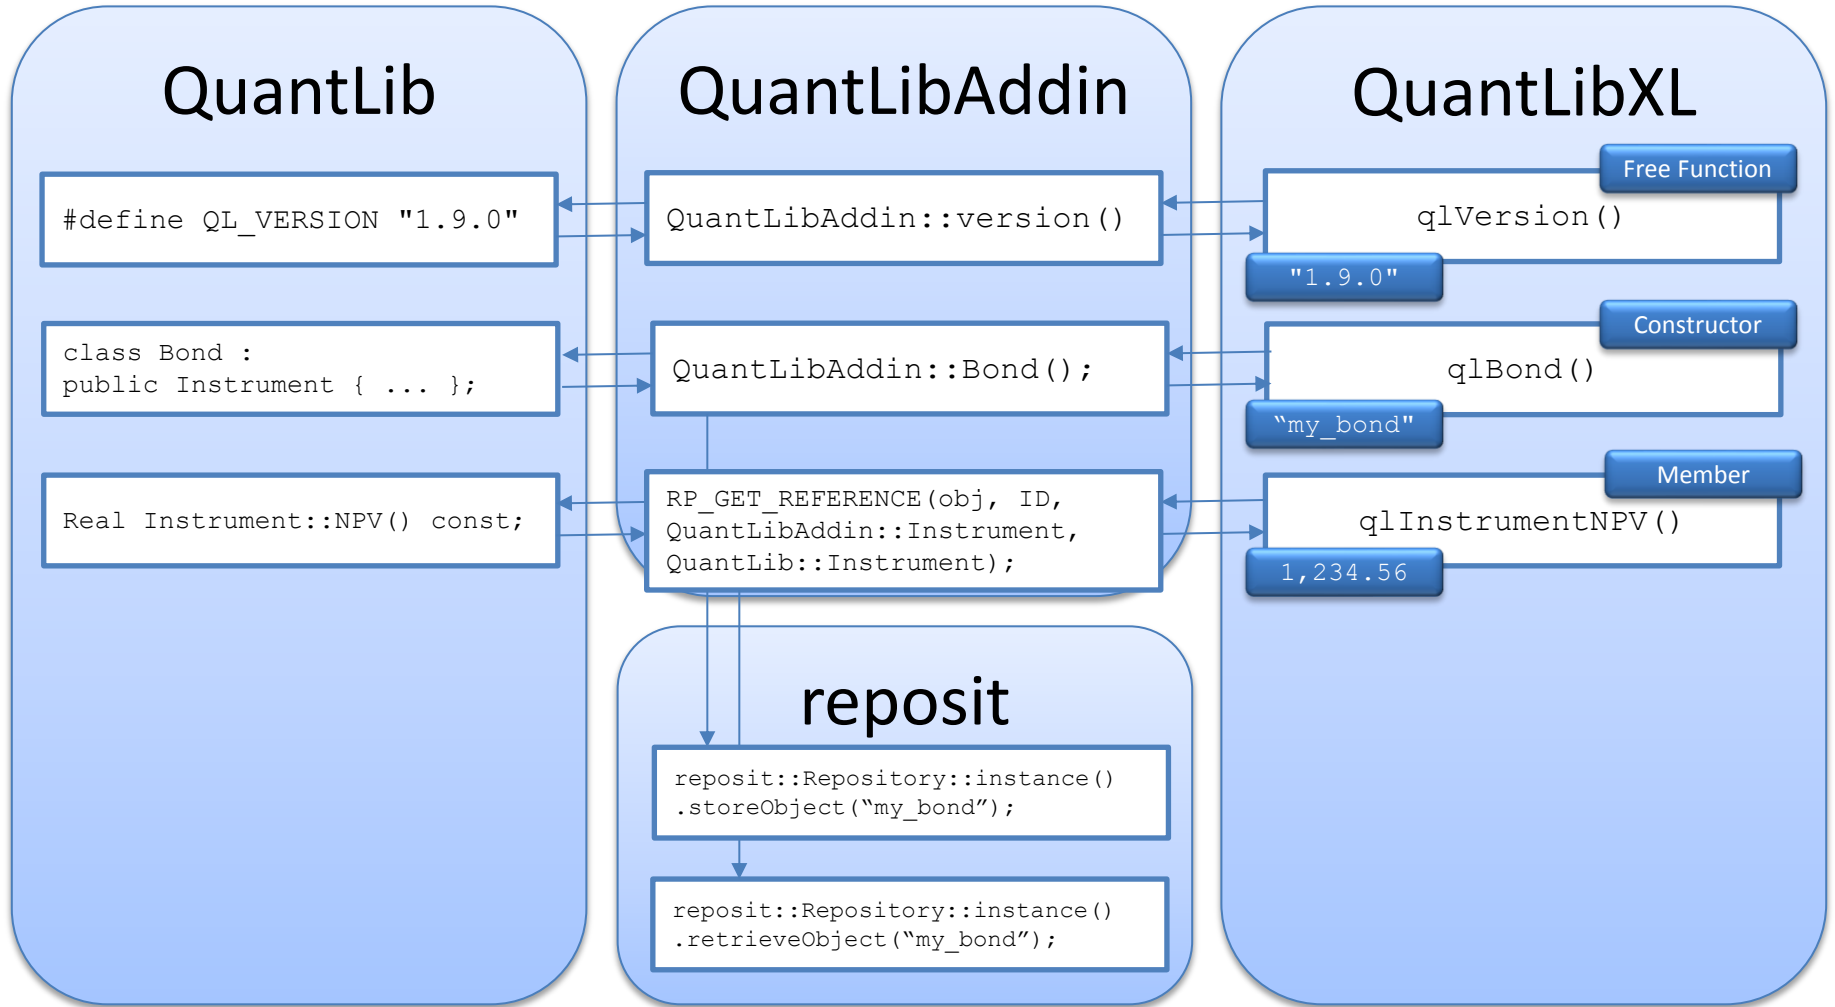 QuantLib
#define QL_VERSION "1.9.0"
class Bond :
public Instrument { ... };
Real Instrument::NPV() const;
QuantLibAddin
QuantLibAddin::version()
QuantLibAddin::Bond();
RP_GET_REFERENCE(obj, ID,
QuantLibAddin::Instrument,
QuantLib::Instrument);
reposit
reposit::Repository::instance()
.storeObject(“my_bond”);
reposit::Repository::instance()
.retrieveObject(“my_bond”);
QuantLibXL
Free Function
qlVersion()
"1.9.0"
Constructor
qlBond()
“my_bond"
Member
qlInstrumentNPV()
1,234.56